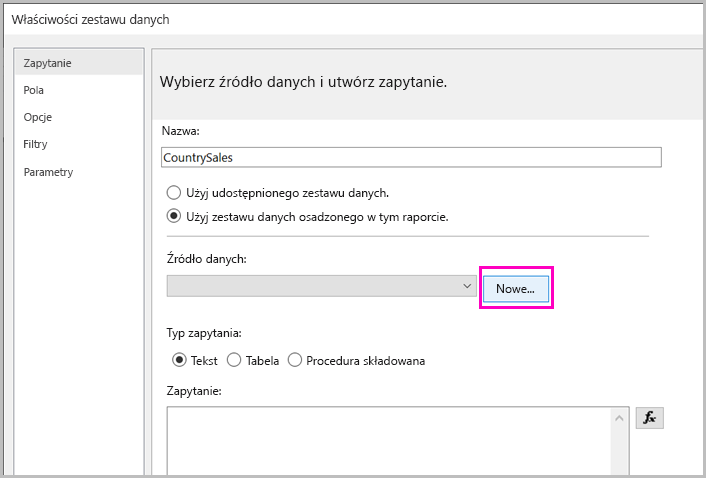 Właściwości zestawu danych
Zapytanie
Pola
Opcje
Filtry
Parametry
Wybierz źródło danych i utwórz zapytanie.
Nazwa:
CountrySales
Użyj udostępnionego zestawu danych.
Użyj zestawu danych osadzonego w tym raporcie.
Źródło danych:
Nowe...
Typ zapytania:
Tekst Tabela Procedura składowana
Zapytanie:
fx